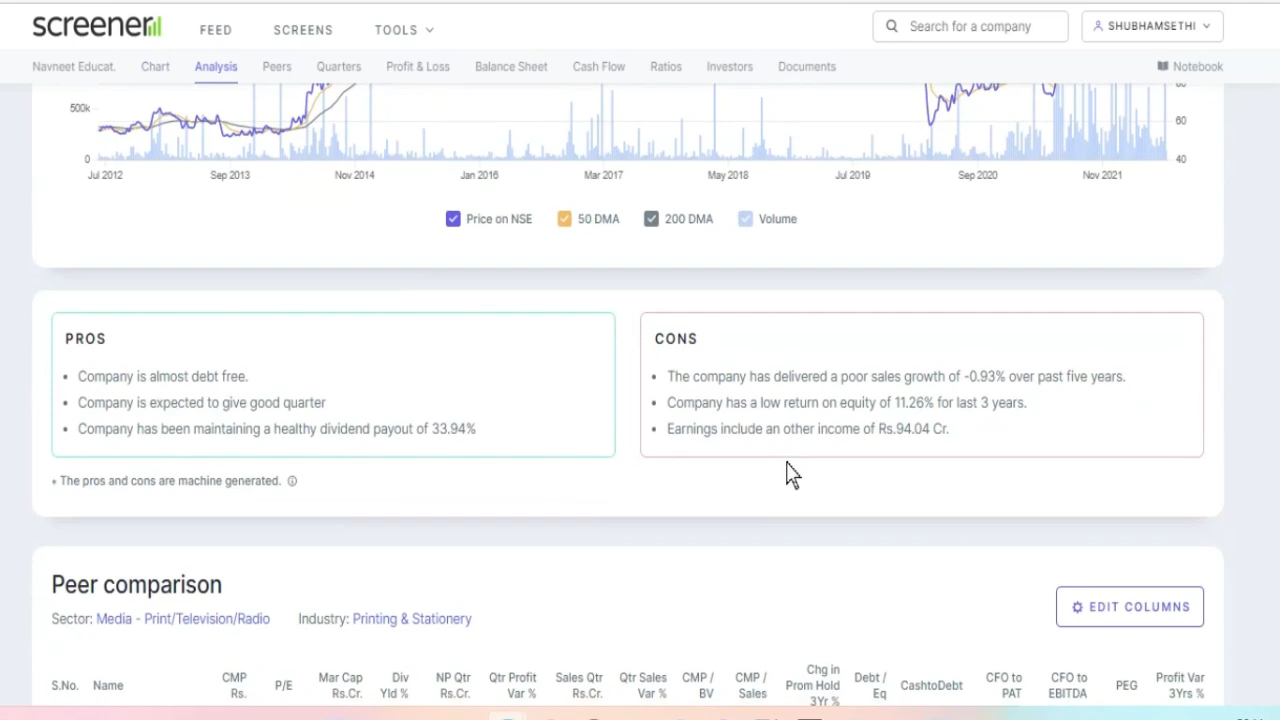 screener
FEED SCREENS TOOLS
Search for a company
SHUBHAMSETHI
Navneet Educat. Chart Analysis Peers Quarters Profit & Loss Balance Sheet Cash Flow Ratios Investors Documents Notebook
500k
60
0
40
Jul 2012 Sep 2013 Nov 2014 Jan 2016 Mar 2017 May 2018 Jul 2019 Sep 2020 Nov 2021
Price on NSE 50 DMA 200 DMA Volume
PROS
• Company is almost debt free.
• Company is expected to give good quarter
• Company has been maintaining a healthy dividend payout of 33.94%
CONS
• The company has delivered a poor sales growth of -0.93% over past five years.
• Company has a low return on equity of 11.26% for last 3 years.
• Earnings include an other income of Rs.94.04 Cr.
* The pros and cons are machine generated.
Peer comparison
EDIT COLUMNS
Sector: Media - Print/Television/Radio Industry: Printing & Stationery
S.No. Name CMP Rs. P/E Mar Cap Rs.Cr. Div Yld % NP Qtr Rs.Cr. Qtr Profit Var % Sales Qtr Rs.Cr. Qtr Sales Var % CMP / BV CMP / Sales Chg in Prom Hold 3Yr % Debt / Eq CashtoDebt CFO to PAT CFO to EBITDA PEG Profit Var 3Yrs %